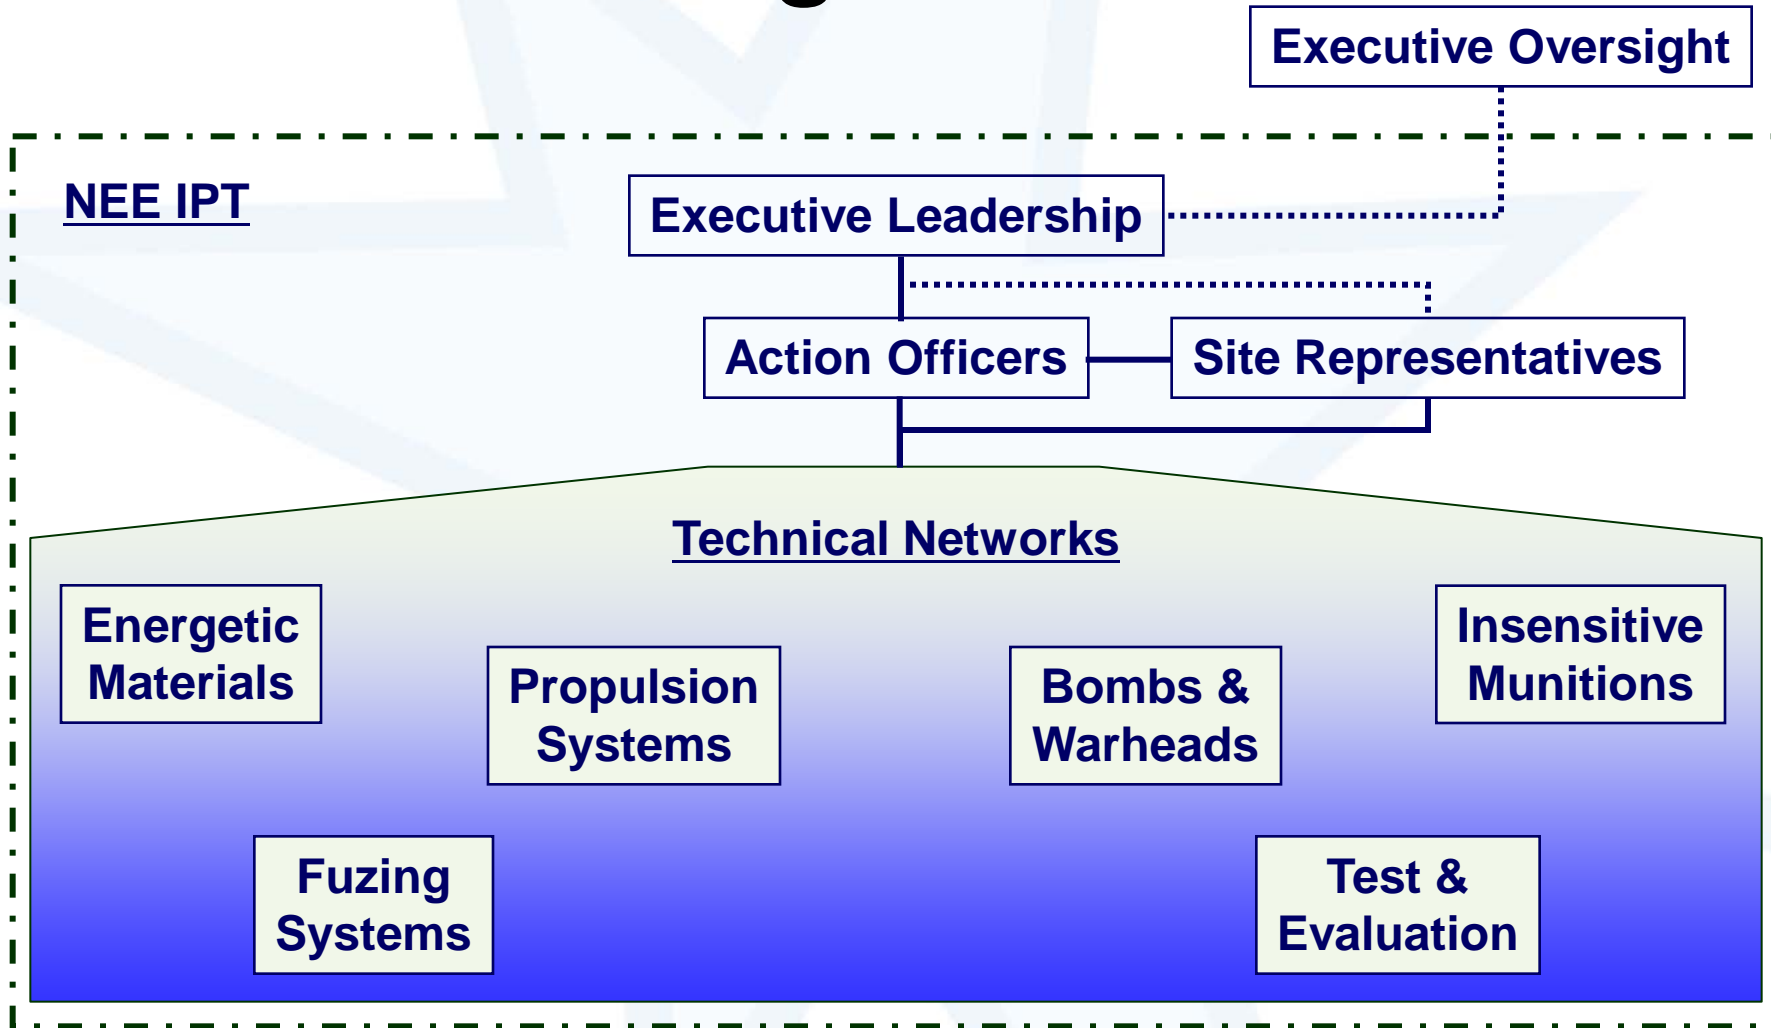 Executive Oversight
NEE IPT
Executive Leadership
Action Officers
Site Representatives
Technical Networks
Energetic
Materials
Propulsion
Systems
Bombs &
Warheads
Insensitive
Munitions
Fuzing
Systems
Test &
Evaluation